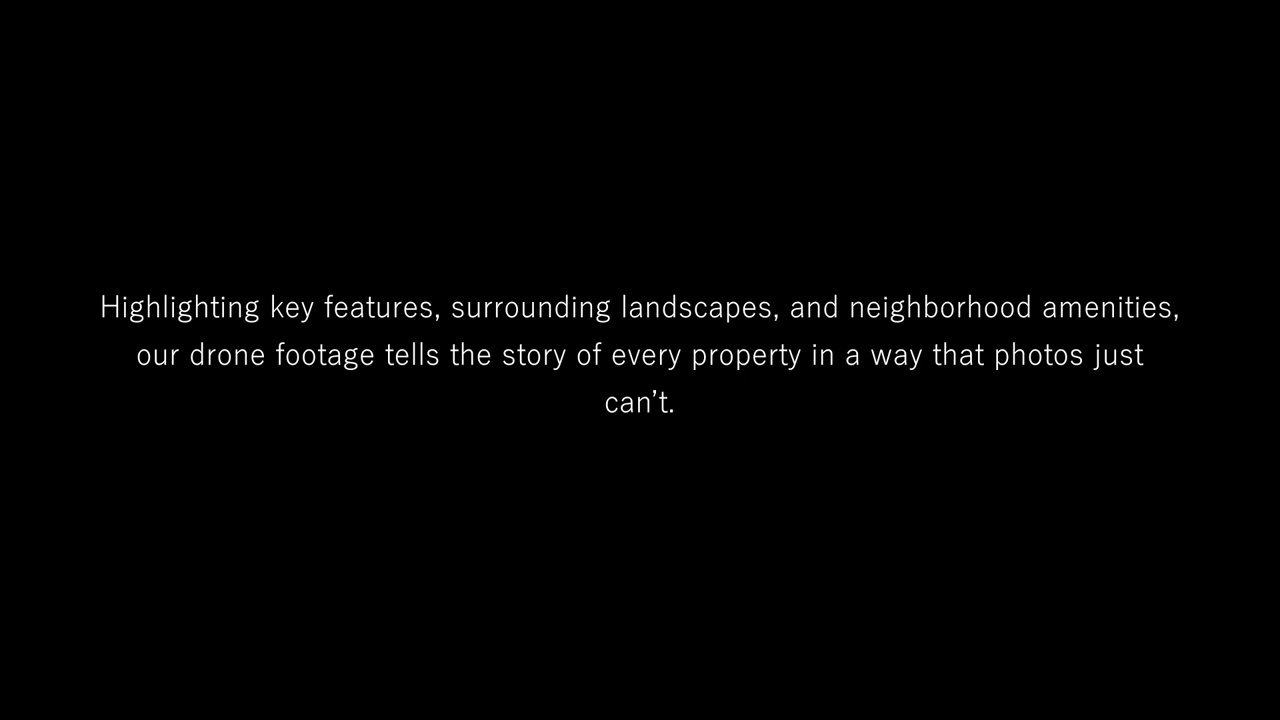 Highlighting key features, surrounding landscapes, and neighborhood amenities,
our drone footage tells the story of every property in a way that photos just
can’t.